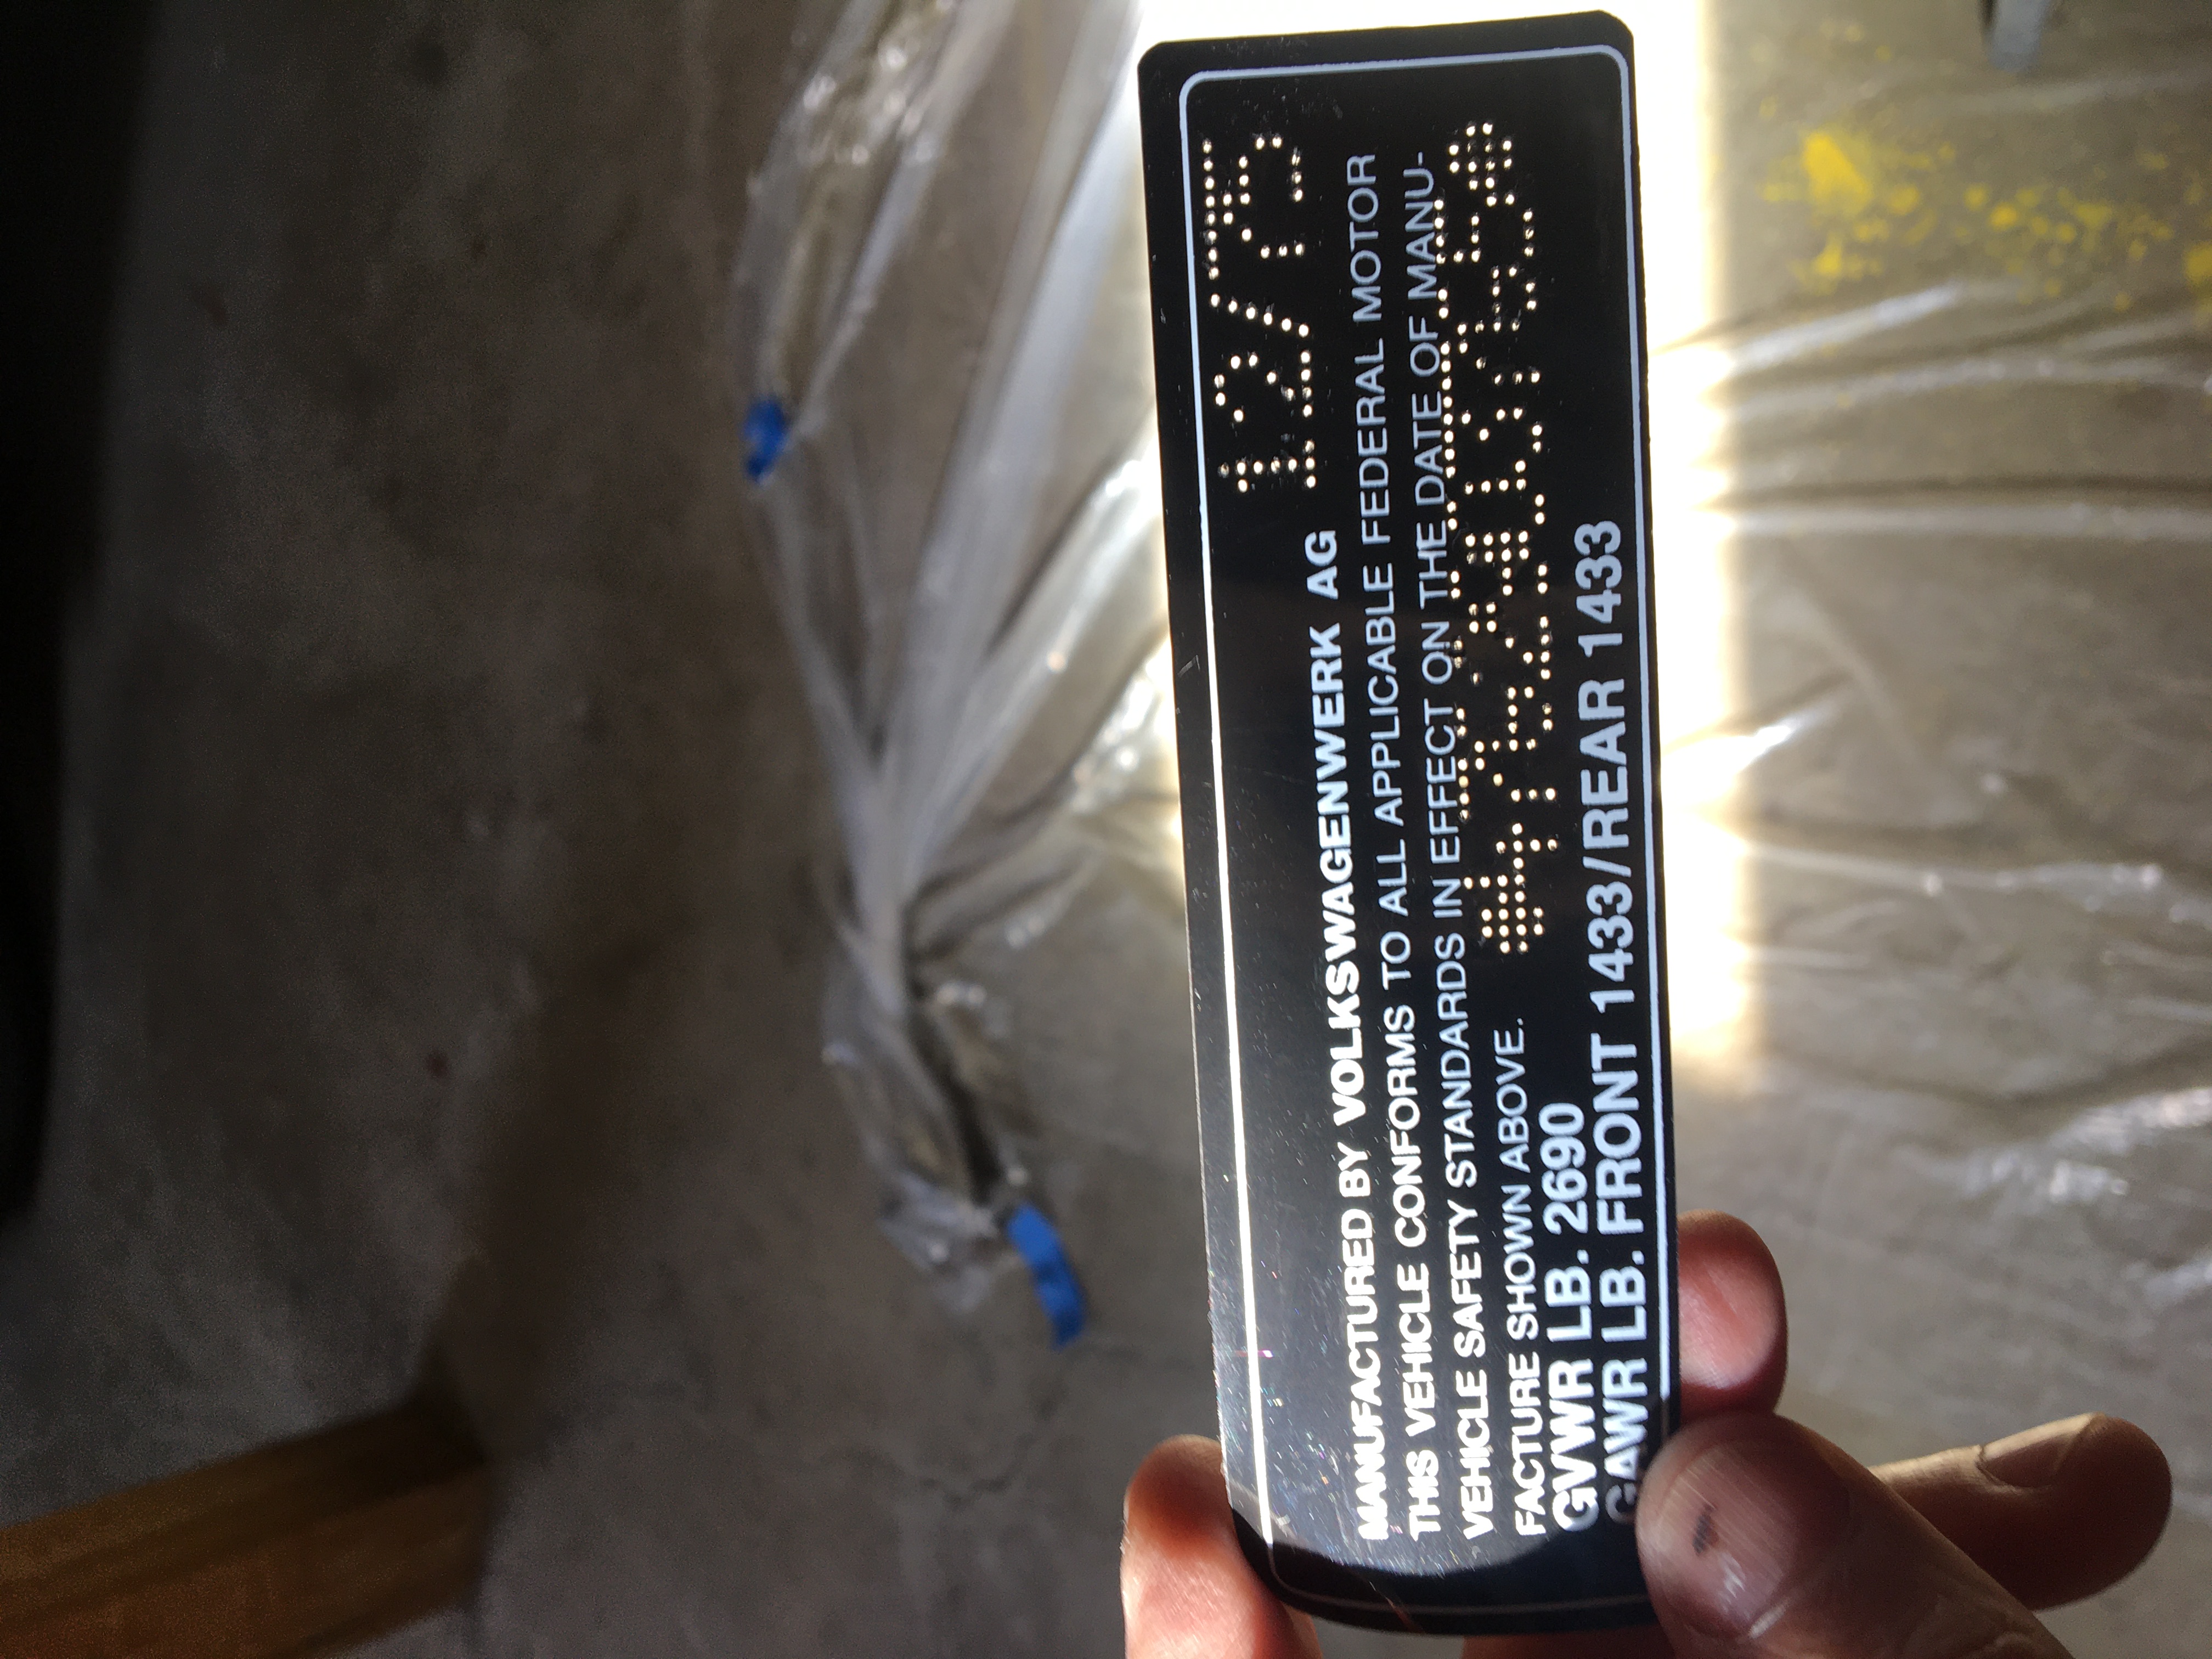 12/75
MANUFACTURED BY VOLKSWAGENWERK AG
THIS VEHICLE CONFORMS TO ALL APPLICABLE FEDERAL MOTOR
VEHICLE SAFETY STANDARDS IN EFFECT ON THE DATE OF MANU-
FACTURE SHOWN ABOVE.
GVWR LB. 2690
GAWR LB. FRONT 1433/REAR 1433